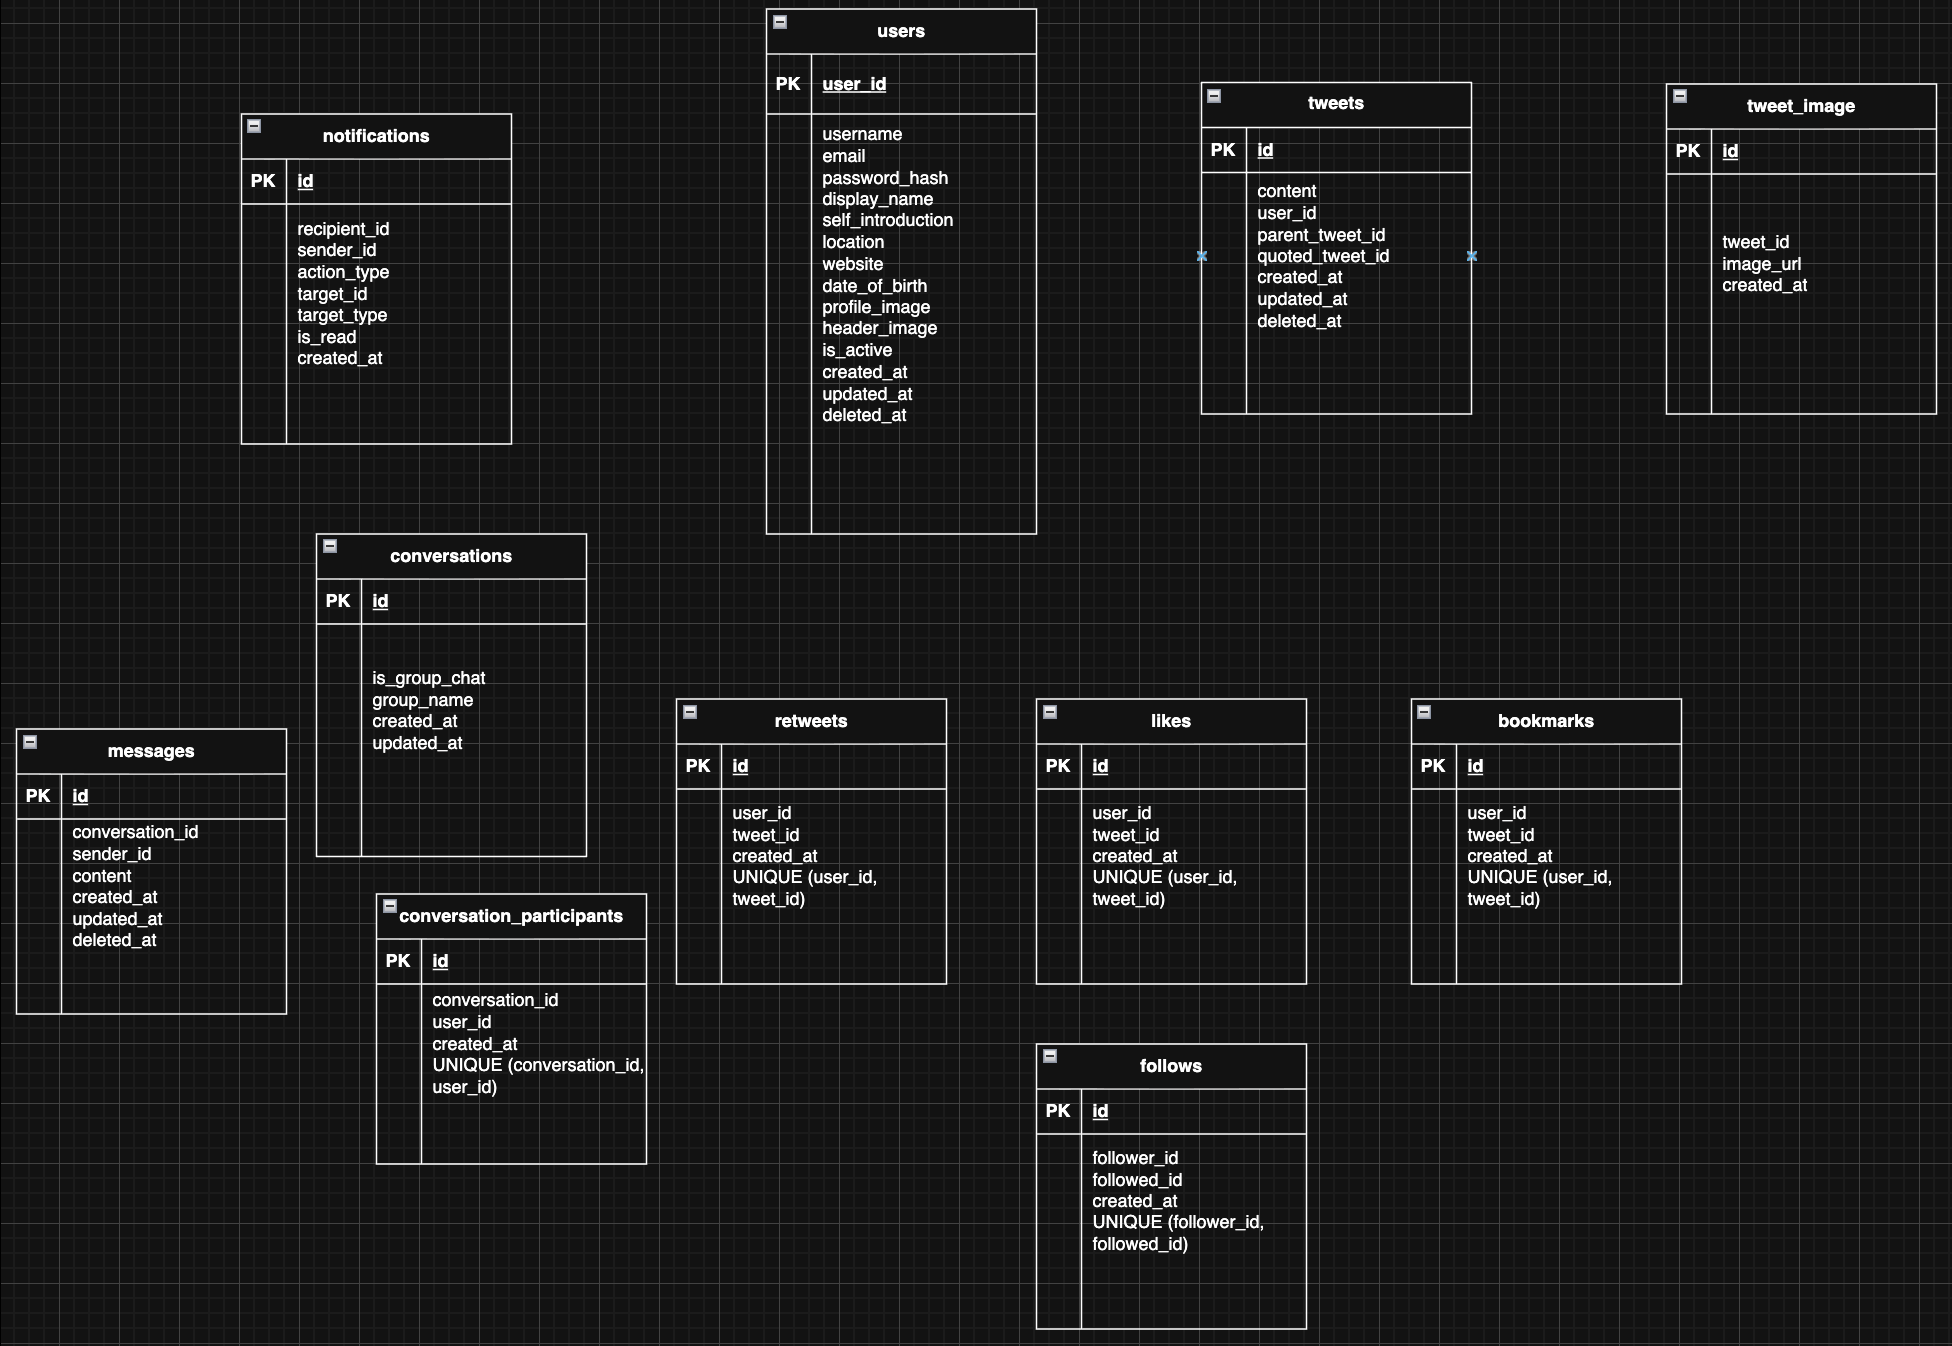 users
PK
user_id
username
email
password_hash
display_name
self_introduction
location
website
date_of_birth
profile_image
header_image
is_active
created_at
updated_at
deleted_at
tweets
PK
id
content
user_id
parent_tweet_id
quoted_tweet_id
created_at
updated_at
deleted_at
tweet_image
PK
id
tweet_id
image_url
created_at
notifications
PK
id
recipient_id
sender_id
action_type
target_id
target_type
is_read
created_at
conversations
PK
id
is_group_chat
group_name
created_at
updated_at
messages
PK
id
conversation_id
sender_id
content
created_at
updated_at
deleted_at
conversation_participants
PK
id
conversation_id
user_id
created_at
UNIQUE (conversation_id,
user_id)
retweets
PK
id
user_id
tweet_id
created_at
UNIQUE (user_id,
tweet_id)
likes
PK
id
user_id
tweet_id
created_at
UNIQUE (user_id,
tweet_id)
bookmarks
PK
id
user_id
tweet_id
created_at
UNIQUE (user_id,
tweet_id)
follows
PK
id
follower_id
followed_id
created_at
UNIQUE (follower_id,
followed_id)